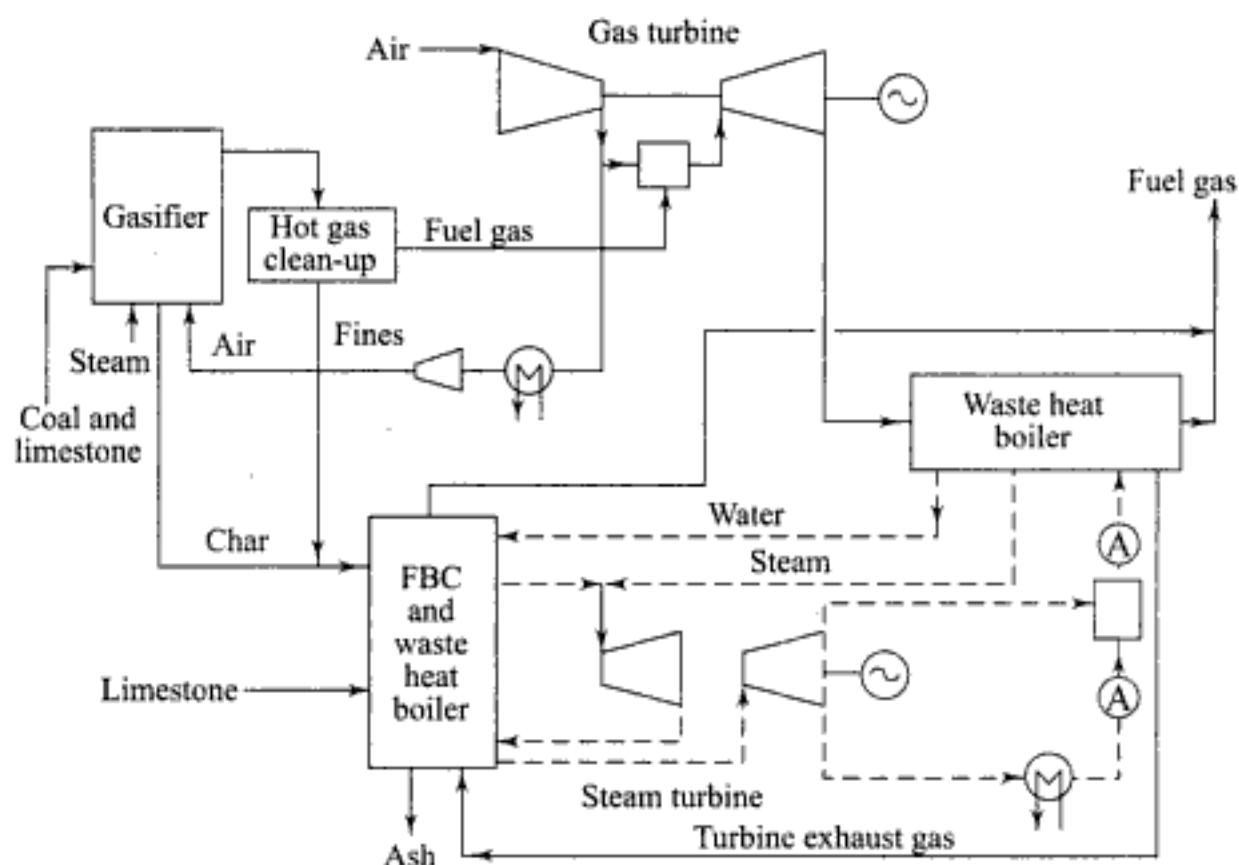 Gas turbine
Air
Fuel gas
Gasifier
Hot gas
clean-up
Fuel gas
Fines
Air
Steam
Coal and
limestone
Waste heat
boiler
Water
Char
Steam
FBC
and
waste
heat
boiler
A
A
Limestone
Steam turbine
Turbine exhaust gas
Ash